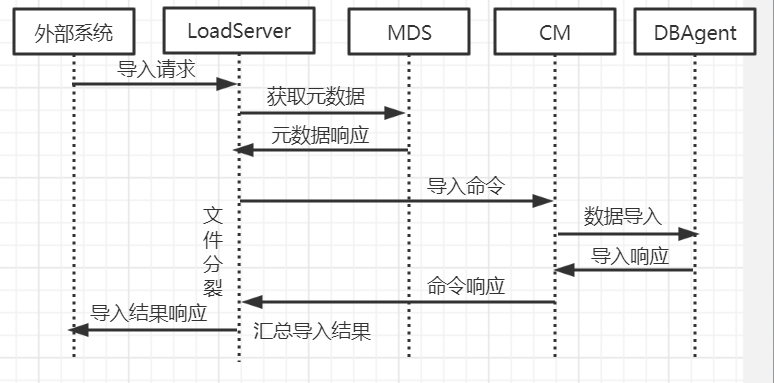 外部系统
LoadServer
MDS
CM
DBAgent
导入请求
获取元数据
元数据响应
导入命令
文件分裂
数据导入
导入响应
命令响应
导入结果响应
汇总导入结果